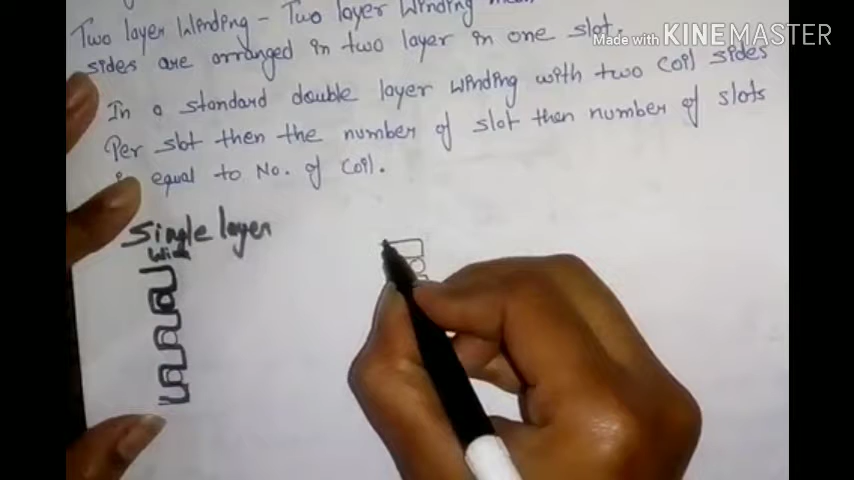 Two layer Winding - Two layer Winding
sides are arranged in two layer in one slot.
Made with KINEMASTER
In a standard double layer winding with two coil sides
Per slot then the number of slot then number of slots
equal to No. of coil.
Single layer